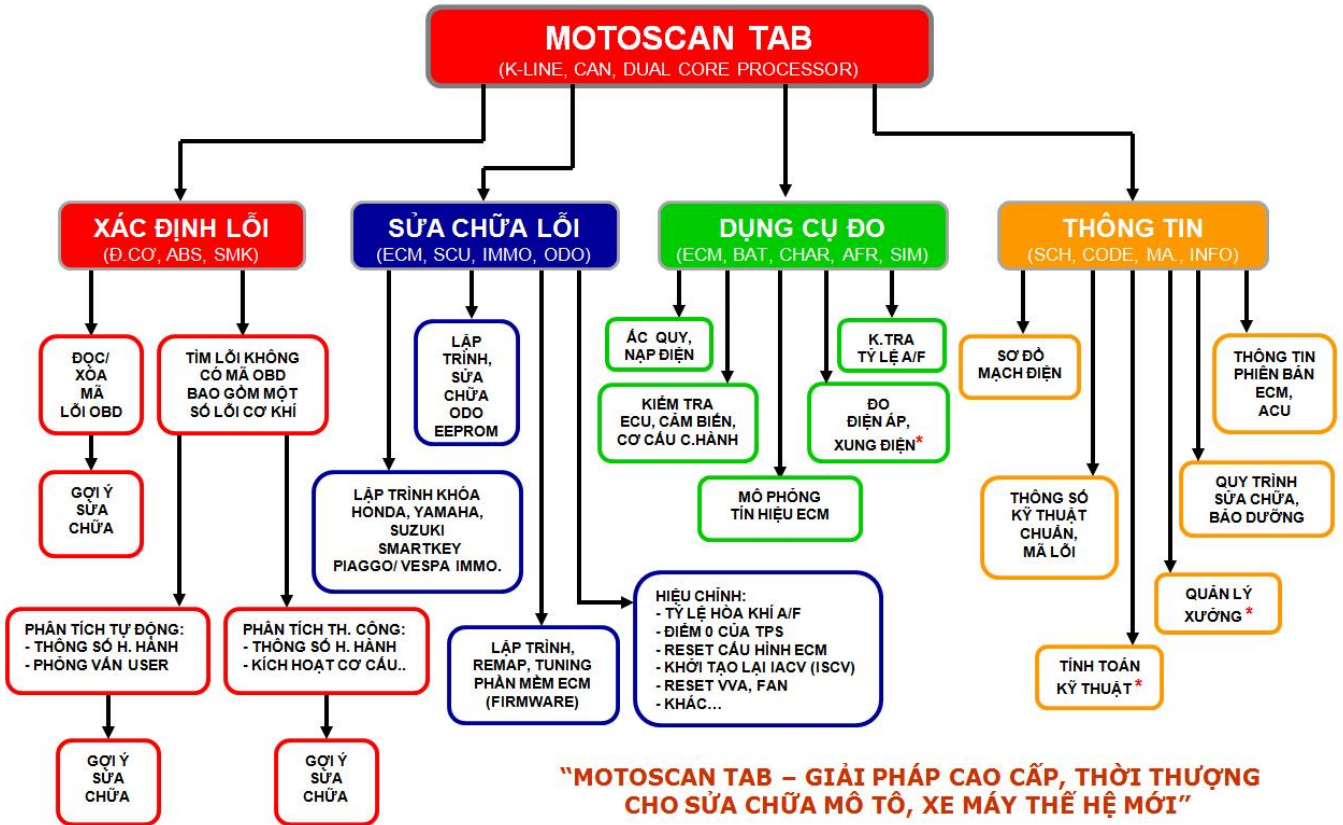 MOTOSCAN TAB
(K-LINE, CAN, DUAL CORE PROCESSOR)
XÁC ĐỊNH LỖI
(Đ.CƠ, ABS, SMK)
ĐỌC/
XÒA
MÃ
LỖI OBD
GỢI Ý
SỬA
CHỮA
TÌM LỖI KHÔNG
CÓ MÃ OBD
BAO GỒM MỘT
SỐ LỖI CƠ KHÍ
PHÂN TÍCH TỰ ĐỘNG:
- THÔNG SỐ H. HÀNH
- PHỎNG VẤN USER
GỢI Ý
SỬA
CHỮA
PHÂN TÍCH TH. CÔNG:
- THÔNG SỐ H. HÀNH
- KÍCH HOẠT CƠ CẤU..
GỢI Ý
SỬA
CHỮA
SỬA CHỮA LỖI
(ECM, SCU, IMMO, ODO)
LẬP
TRÌNH,
SỬA
CHỮA
ODO
EEPROM
LẬP TRÌNH KHÓA
HONDA, YAMAHA,
SUZUKI
SMARTKEY
PIAGGO/ VESPA IMMO.
LẬP TRÌNH,
REMAP, TUNING
PHẦN MỀM ECM
(FIRMWARE)
HIỆU CHỈNH:
- TỶ LỆ HÒA KHÍ A/F
- ĐIỂM 0 CỦA TPS
- RESET CẤU HÌNH ECM
- KHỞI TẠO LẠI IACV (ISCV)
- RESET VVA, FAN
- KHÁC...
DỤNG CỤ ĐO
(ECM, BAT, CHAR, AFR, SIM)
ẮC QUY,
NẠP ĐIỆN
K.TRA
TỶ LỆ A/F
KIỂM TRA
ECU, CẢM BIẾN,
CƠ CẤU C.HÀNH
ĐO
ĐIỆN ÁP,
XUNG ĐIỆN*
MÔ PHỎNG
TÍN HIỆU ECM
THÔNG TIN
(SCH, CODE, MA., INFO)
SƠ ĐỒ
MẠCH ĐIỆN
THÔNG TIN
PHIÊN BẢN
ECM,
ACU
THÔNG SỐ
KỸ THUẬT
CHUẨN,
MÃ LỖI
QUY TRÌNH
SỬA CHỮA,
BẢO DƯỠNG
QUẢN LÝ
XƯỞNG *
TÍNH TOÁN
KỸ THUẬT *
“MOTOSCAN TAB – GIẢI PHÁP CAO CẤP, THỜI THƯỢNG
CHO SỬA CHỮA MÔ TÔ, XE MÁY THẾ HỆ MỚI”